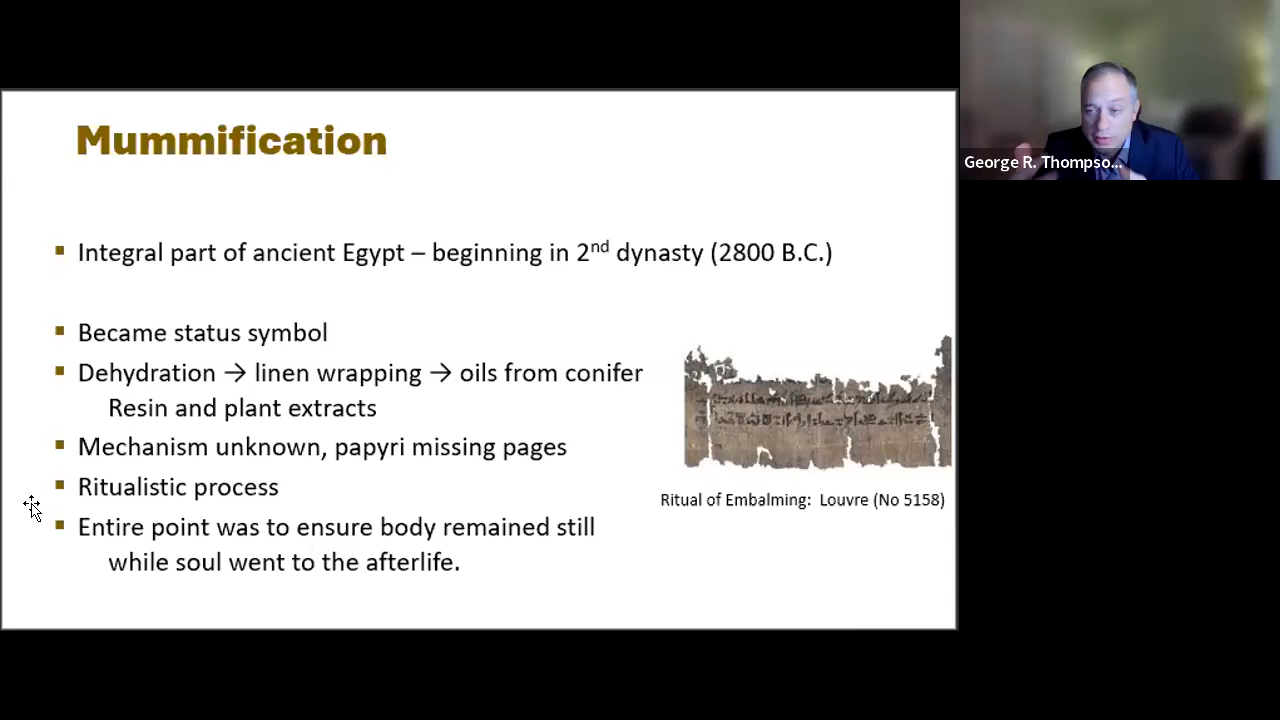 Mummification
▪ Integral part of ancient Egypt – beginning in 2nd dynasty (2800 B.C.)
▪ Became status symbol
▪ Dehydration → linen wrapping → oils from conifer
Resin and plant extracts
▪ Mechanism unknown, papyri missing pages
▪ Ritualistic process
▪ Entire point was to ensure body remained still
while soul went to the afterlife.
Ritual of Embalming: Louvre (No 5158)
George R. Thompso...